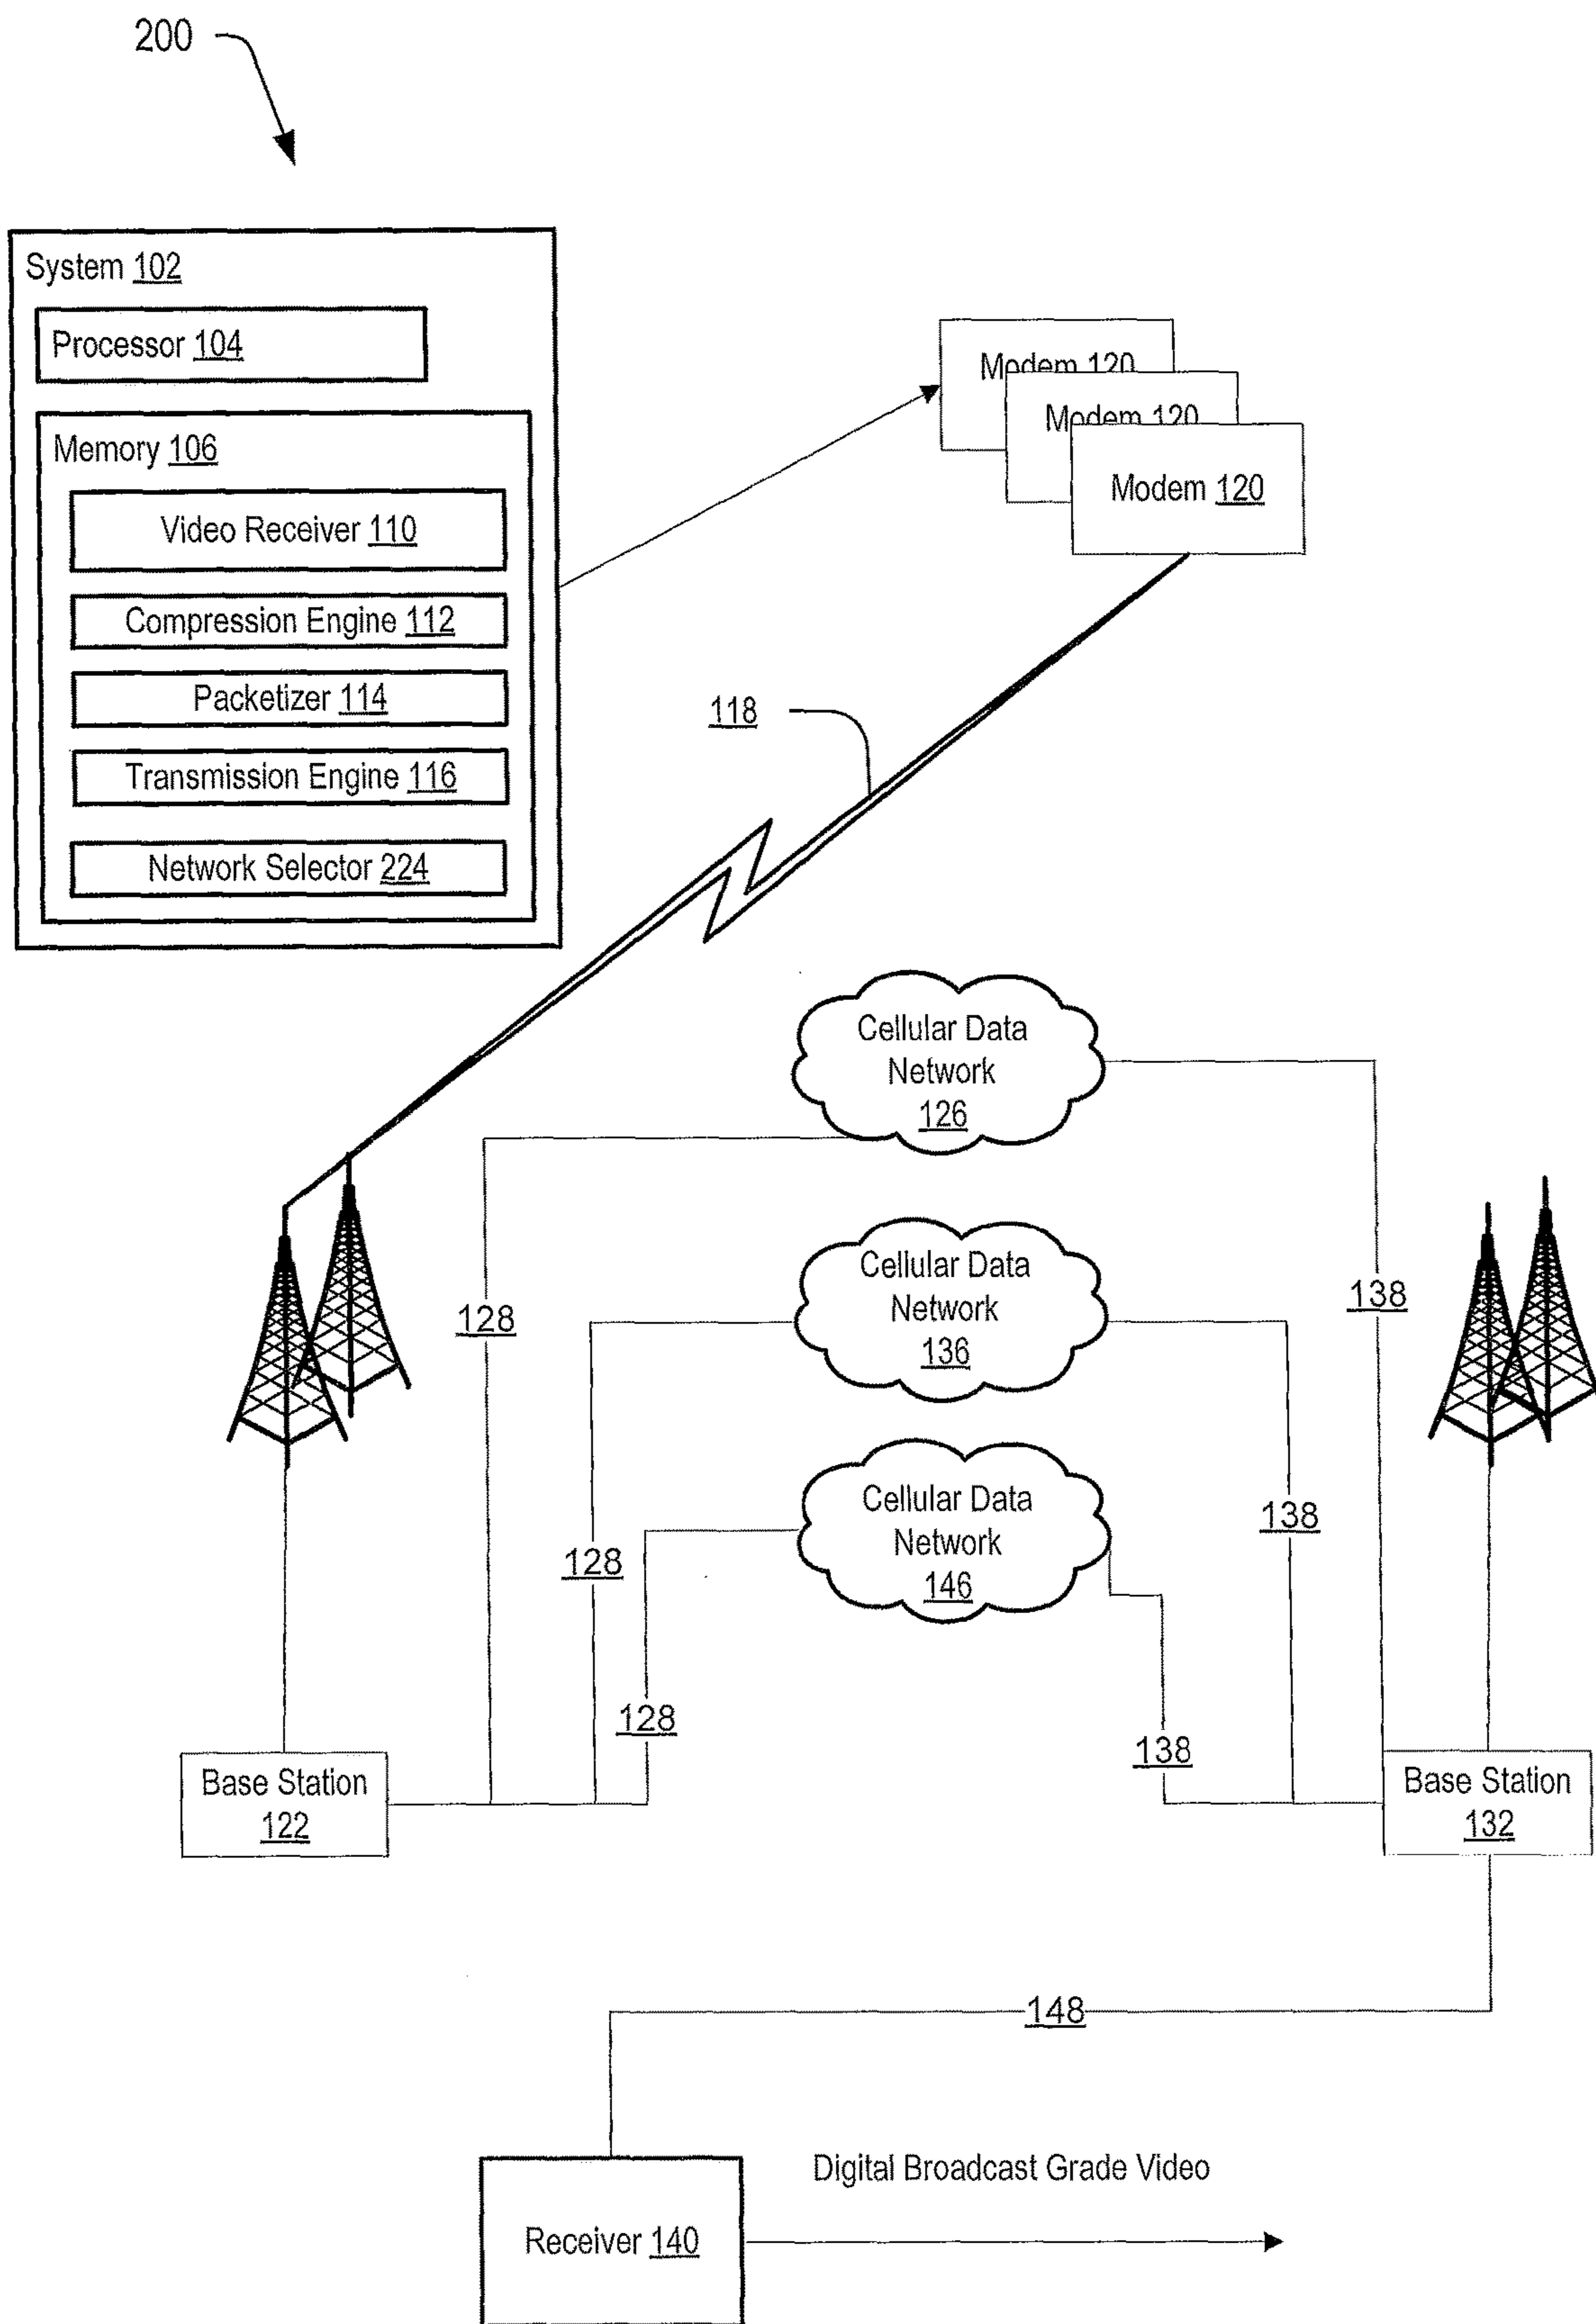 200
System 102
Processor 104
Memory 106
Video Receiver 110
Compression Engine 112
Packetizer 114
Transmission Engine 116
Network Selector 224
Modem 120
Modem 120
Modem 120
118
Cellular Data
Network
126
128
138
Cellular Data
Network
136
128
138
Cellular Data
Network
146
128
138
Base Station
122
Base Station
132
148
Digital Broadcast Grade Video
Receiver 140